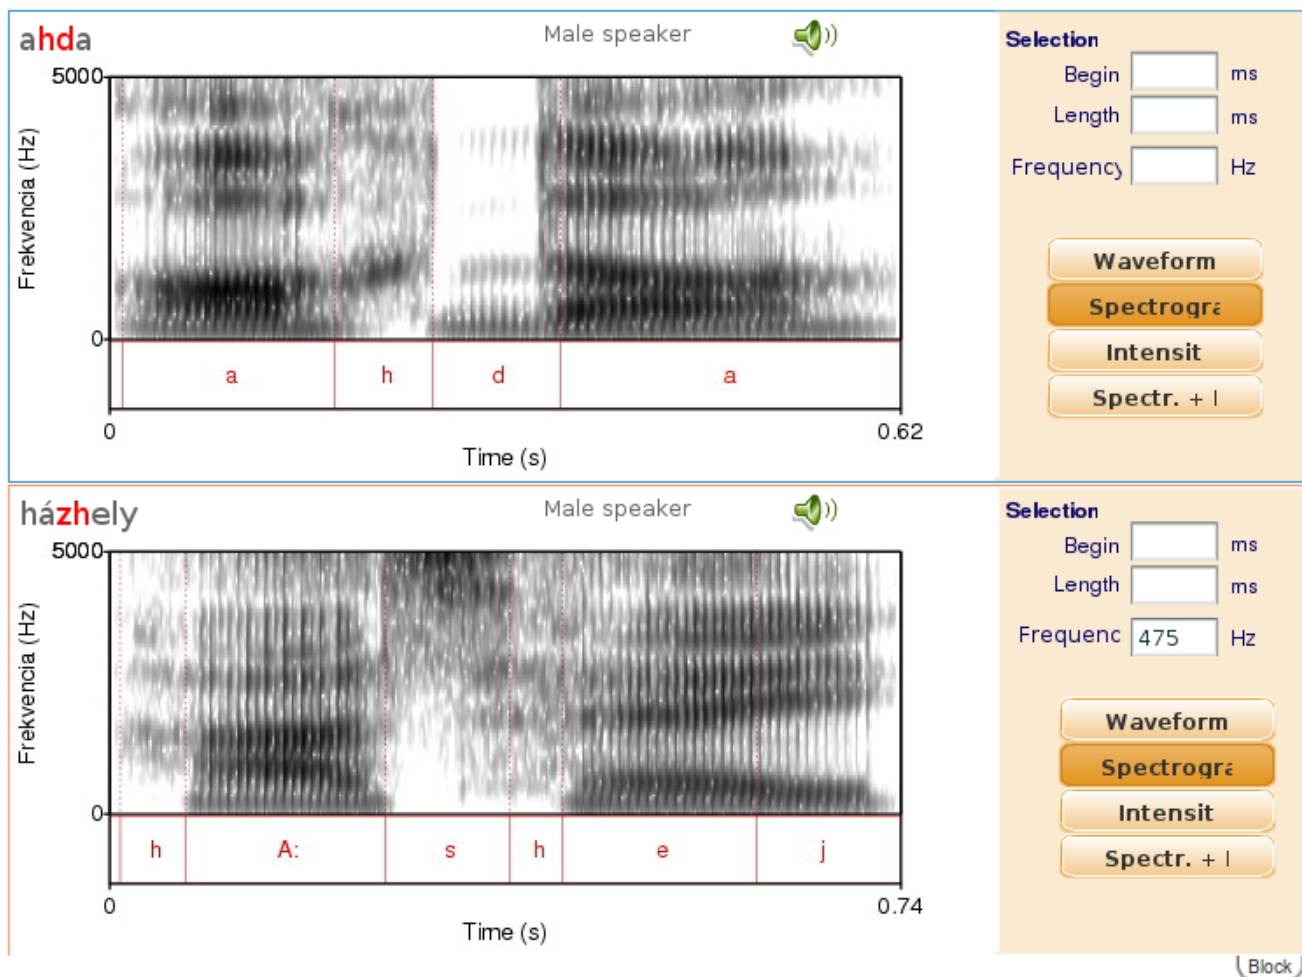 ahda
Male speaker
Selection
Begin ms
Length ms
Frequency Hz
Waveform
Spectrogra
Intensit
Spectr. + I
5000
Frekvencia (Hz)
0
a h d a
0 0.62
Time (s)
házhely
Male speaker
Selection
Begin ms
Length ms
Frequenc 475 Hz
Waveform
Spectrogra
Intensit
Spectr. + I
5000
Frekvencia (Hz)
0
h A: s h e j
0 0.74
Time (s)
Block